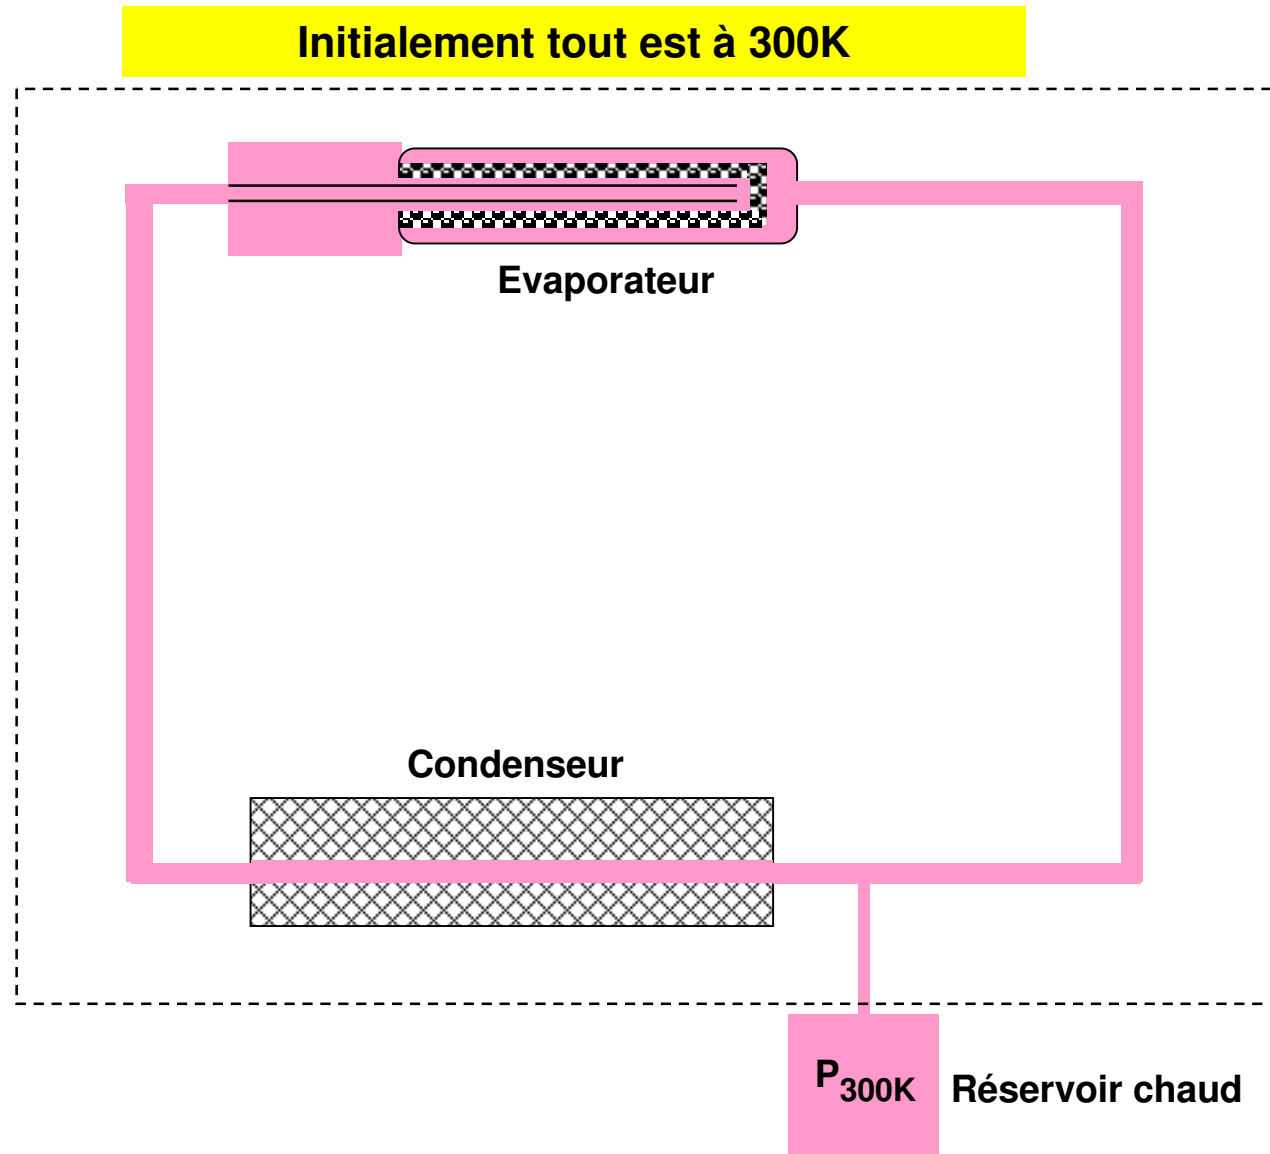 Initialement tout est à 300K
Evaporateur
Condenseur
P300K
Réservoir chaud